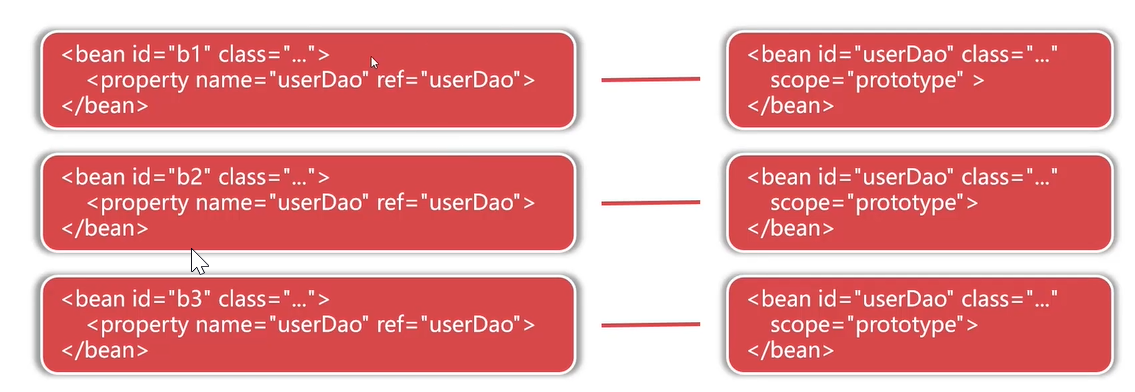 <bean id="b1" class="...">
<property name="userDao" ref="userDao">
</bean>
<bean id="userDao" class="..."
scope="prototype" >
</bean>
<bean id="b2" class="...">
<property name="userDao" ref="userDao">
</bean>
<bean id="userDao" class="..."
scope="prototype">
</bean>
<bean id="b3" class="...">
<property name="userDao" ref="userDao">
</bean>
<bean id="userDao" class="..."
scope="prototype">
</bean>